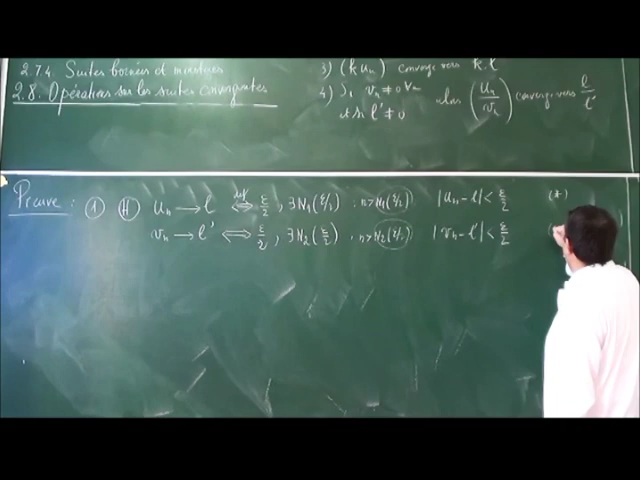 2.7.4. Suites bornées et monotones
2.8. Opérations sur les suites convergentes
3) (k uₙ) converge vers k.l
4) Si vₙ ≠ 0 ∀n
et si l' ≠ 0
alors (uₙ/vₙ) converge vers l/l'
Preuve : ① Ⓗ uₙ → l ⟺ (def) ε/2, ∃N₁(ε/2) : n > N₁(ε/2) |uₙ - l| < ε/2 (*)
vₙ → l' ⟺ ε/2, ∃N₂(ε/2) , n > N₂(ε/2) |vₙ - l'| < ε/2 (